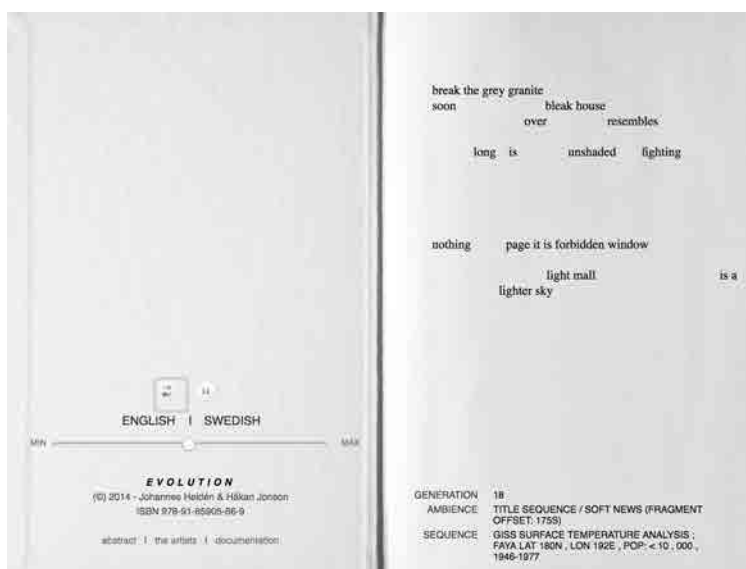 ENGLISH | SWEDISH
MIN MAX
EVOLUTION
(C) 2014 - Johannes Heldén & Håkan Jonson
ISBN 978-91-85905-86-9
abstract | the artists | documentation
break the grey granite
soon bleak house
over resembles
long is unshaded fighting
nothing page it is forbidden window
light mall is a
lighter sky
GENERATION 18
AMBIENCE TITLE SEQUENCE / SOFT NEWS (FRAGMENT
OFFSET: 175S)
SEQUENCE GISS SURFACE TEMPERATURE ANALYSIS ;
FAYA LAT 180N , LON 192E , POP: < 10 , 000 ,
1946-1977